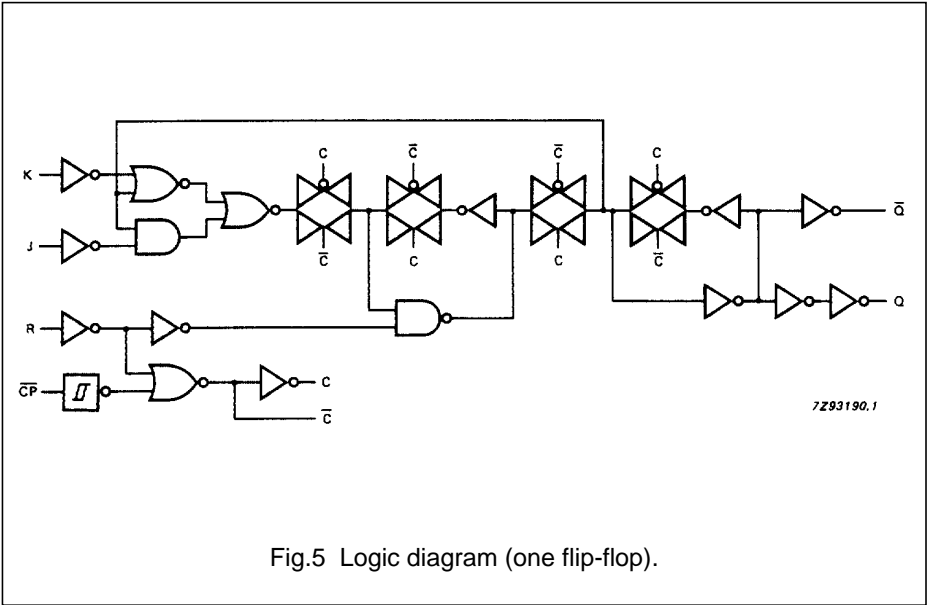 C C̅ C̅ C
K
Q̅
J
C̅ C C C̅
Q
R
C̅P̅ C
C̅
7Z93190.1
Fig.5 Logic diagram (one flip-flop).